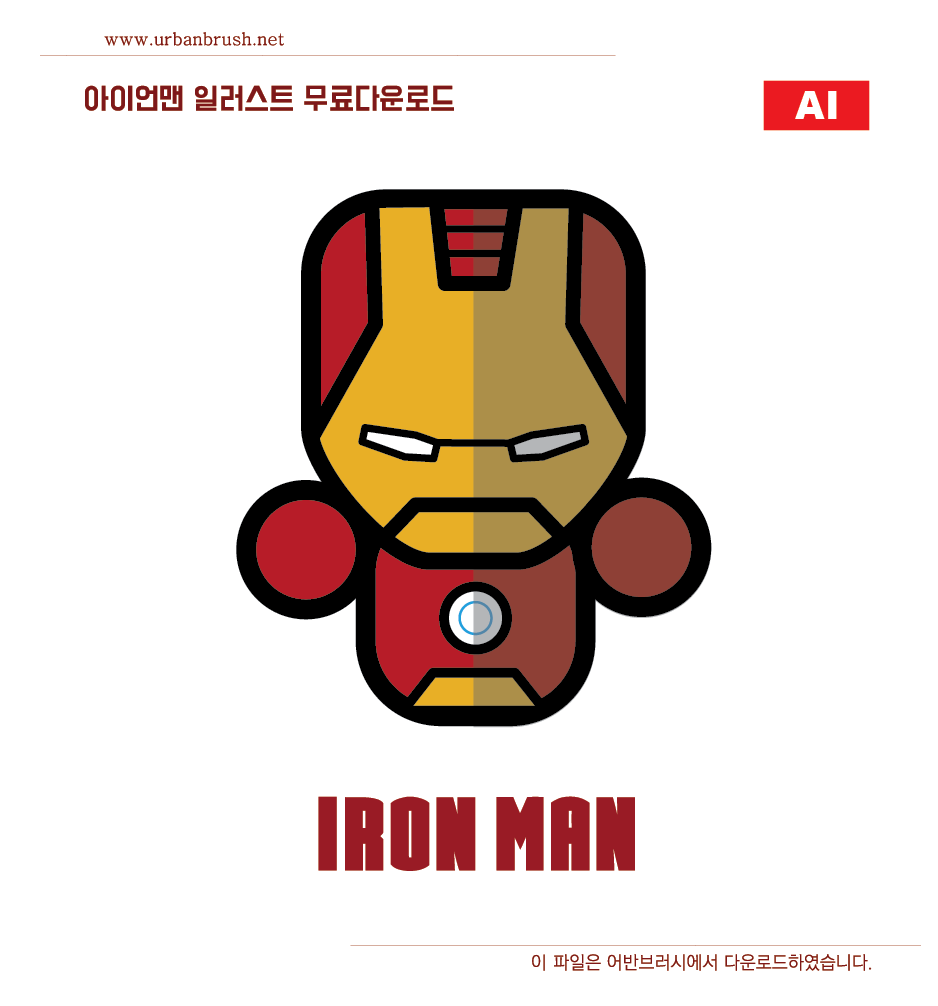 www.urbanbrush.net
아이언맨 일러스트 무료다운로드
AI
IRON MAN
이 파일은 어반브러시에서 다운로드하였습니다.